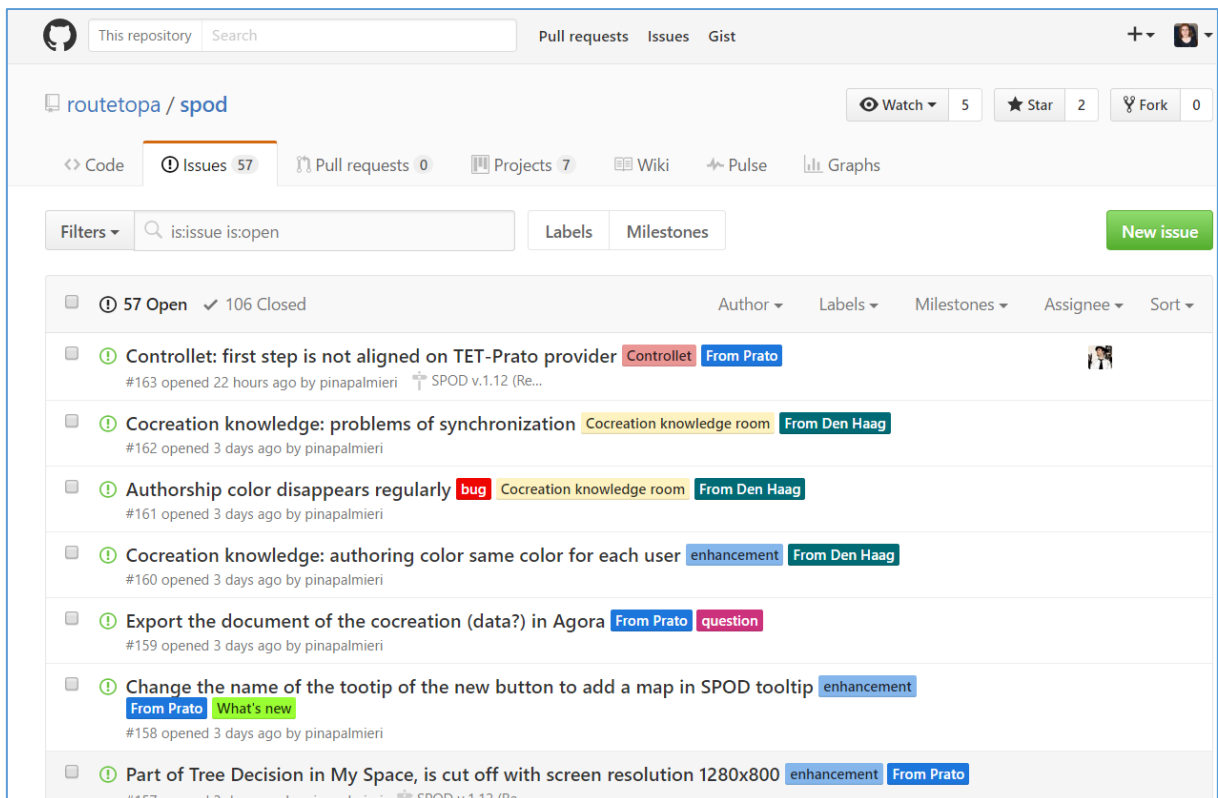 This repository Search Pull requests Issues Gist
routetopa / spod Watch 5 Star 2 Fork 0
Code Issues 57 Pull requests 0 Projects 7 Wiki Pulse Graphs
Filters is:issue is:open Labels Milestones New issue
57 Open 106 Closed Author Labels Milestones Assignee Sort
Controllet: first step is not aligned on TET-Prato provider Controllet From Prato
#163 opened 22 hours ago by pinapalmieri SPOD v.1.12 (Re...
Cocreation knowledge: problems of synchronization Cocreation knowledge room From Den Haag
#162 opened 3 days ago by pinapalmieri
Authorship color disappears regularly bug Cocreation knowledge room From Den Haag
#161 opened 3 days ago by pinapalmieri
Cocreation knowledge: authoring color same color for each user enhancement From Den Haag
#160 opened 3 days ago by pinapalmieri
Export the document of the cocreation (data?) in Agora From Prato question
#159 opened 3 days ago by pinapalmieri
Change the name of the tootip of the new button to add a map in SPOD tooltip enhancement
From Prato What's new
#158 opened 3 days ago by pinapalmieri
Part of Tree Decision in My Space, is cut off with screen resolution 1280x800 enhancement From Prato